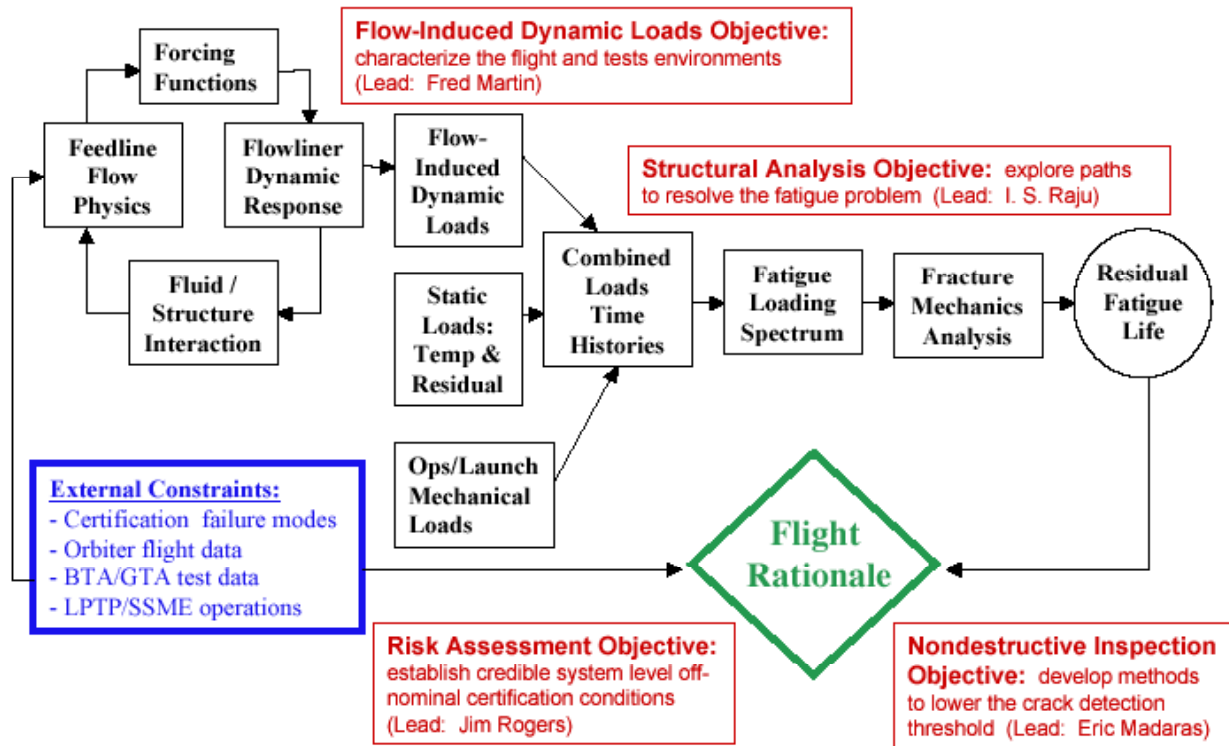 Flow-Induced Dynamic Loads Objective:
characterize the flight and tests environments
(Lead: Fred Martin)
Forcing
Functions
Feedline
Flow
Physics
Flowliner
Dynamic
Response
Fluid /
Structure
Interaction
Flow-
Induced
Dynamic
Loads
Structural Analysis Objective: explore paths
to resolve the fatigue problem (Lead: I. S. Raju)
Static
Loads:
Temp &
Residual
Combined
Loads
Time
Histories
Fatigue
Loading
Spectrum
Fracture
Mechanics
Analysis
Residual
Fatigue
Life
Ops/Launch
Mechanical
Loads
External Constraints:
- Certification failure modes
- Orbiter flight data
- BTA/GTA test data
- LPTP/SSME operations
Flight
Rationale
Risk Assessment Objective:
establish credible system level off-
nominal certification conditions
(Lead: Jim Rogers)
Nondestructive Inspection
Objective: develop methods
to lower the crack detection
threshold (Lead: Eric Madaras)